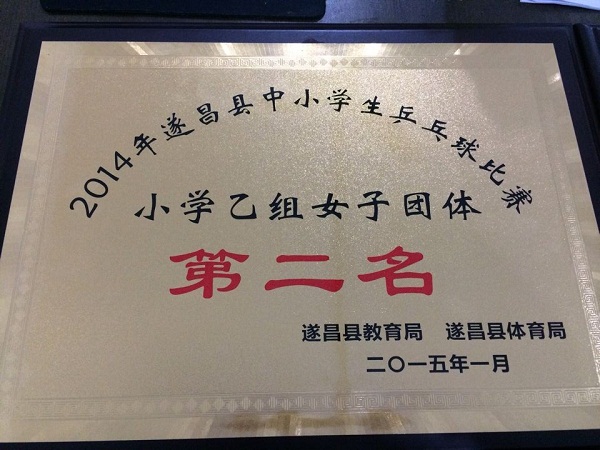 2014年遂昌县中小学生乒乓球比赛
小学乙组女子团体
第二名
遂昌县教育局 遂昌县体育局
二〇一五年一月